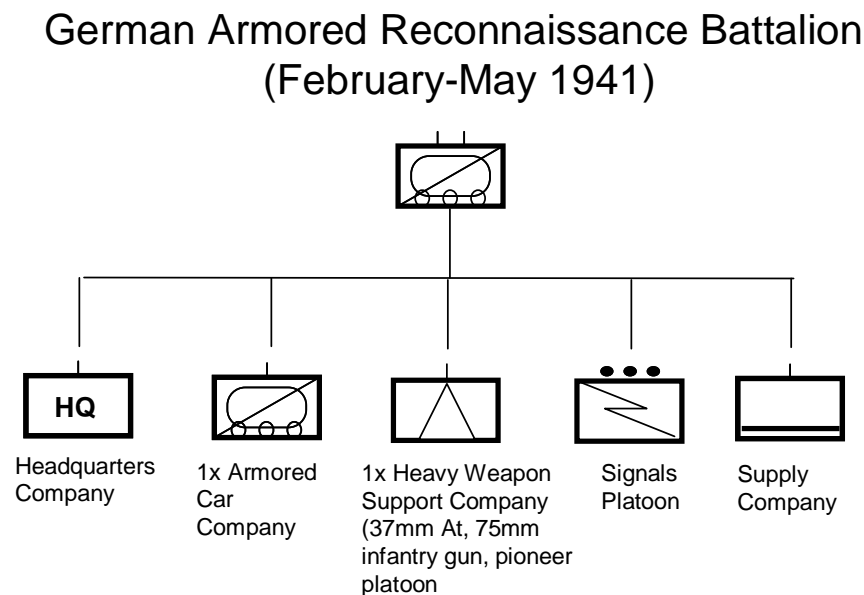 German Armored Reconnaissance Battalion
(February-May 1941)
HQ
Headquarters
Company
1x Armored
Car
Company
1x Heavy Weapon
Support Company
(37mm At, 75mm
infantry gun, pioneer
platoon
Signals
Platoon
Supply
Company